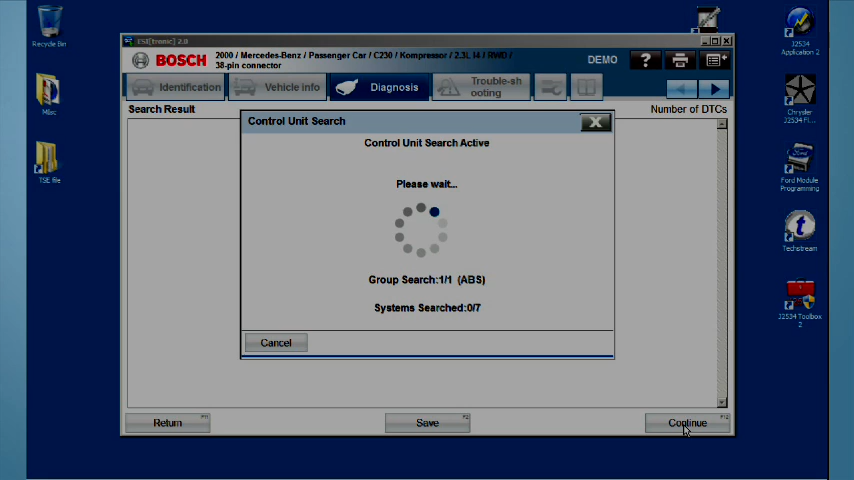 Recycle Bin
Misc
TSE file
ESI[tronic] 2.0
BOSCH
2000 / Mercedes-Benz / Passenger Car / C230 / Kompressor / 2.3L I4 / RWD /
38-pin connector
DEMO
?
Identification
Vehicle info
Diagnosis
Trouble-sh
ooting
Search Result
Number of DTCs
Control Unit Search
Control Unit Search Active
Please wait...
Group Search:1/1 (ABS)
Systems Searched:0/7
Cancel
Return
F11
Save
F2
Continue
F12
J2534
Application 2
Chrysler
J2534 Fl...
Ford Module
Programming
Techstream
J2534 Toolbox
2